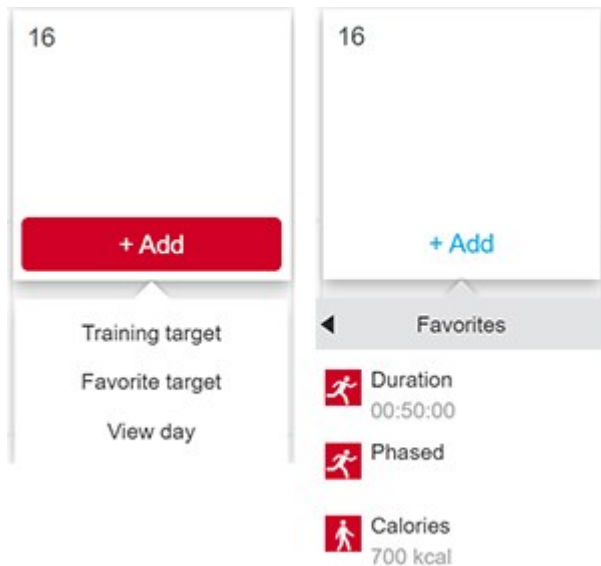 16
+ Add
Training target
Favorite target
View day
16
+ Add
Favorites
Duration
00:50:00
Phased
Calories
700 kcal